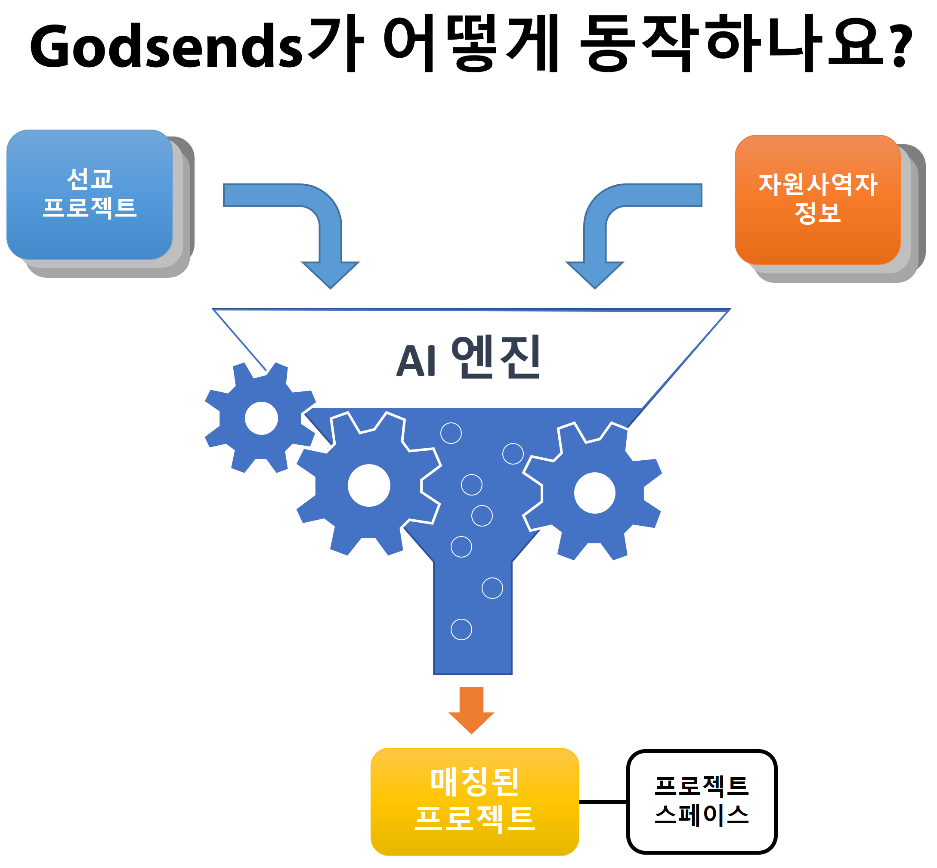 Godsends가 어떻게 동작하나요?
선교
프로젝트
자원사역자
정보
AI 엔진
매칭된
프로젝트
프로젝트
스페이스